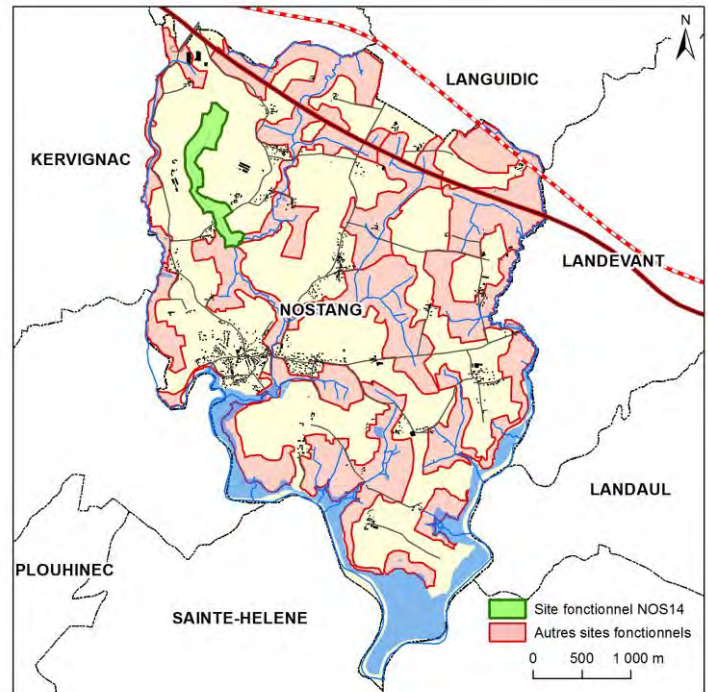 N
LANGUIDIC
KERVIGNAC
LANDEVANT
NOSTANG
LANDAUL
PLOUHINEC
SAINTE-HELENE
Site fonctionnel NOS14
Autres sites fonctionnels
0 500 1 000 m